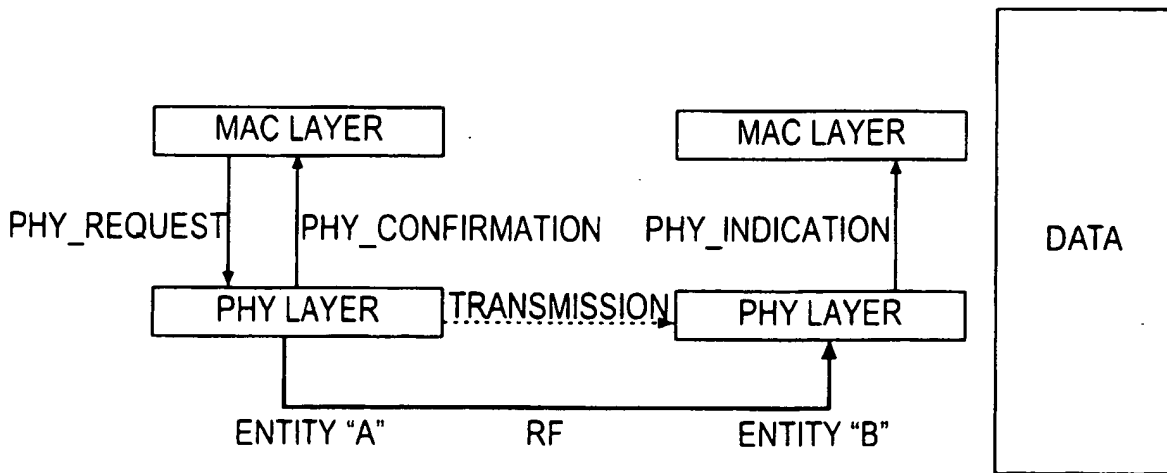 MAC LAYER
MAC LAYER
PHY_REQUEST
PHY_CONFIRMATION
PHY_INDICATION
DATA
PHY LAYER
TRANSMISSION
PHY LAYER
ENTITY “A”
RF
ENTITY “B”